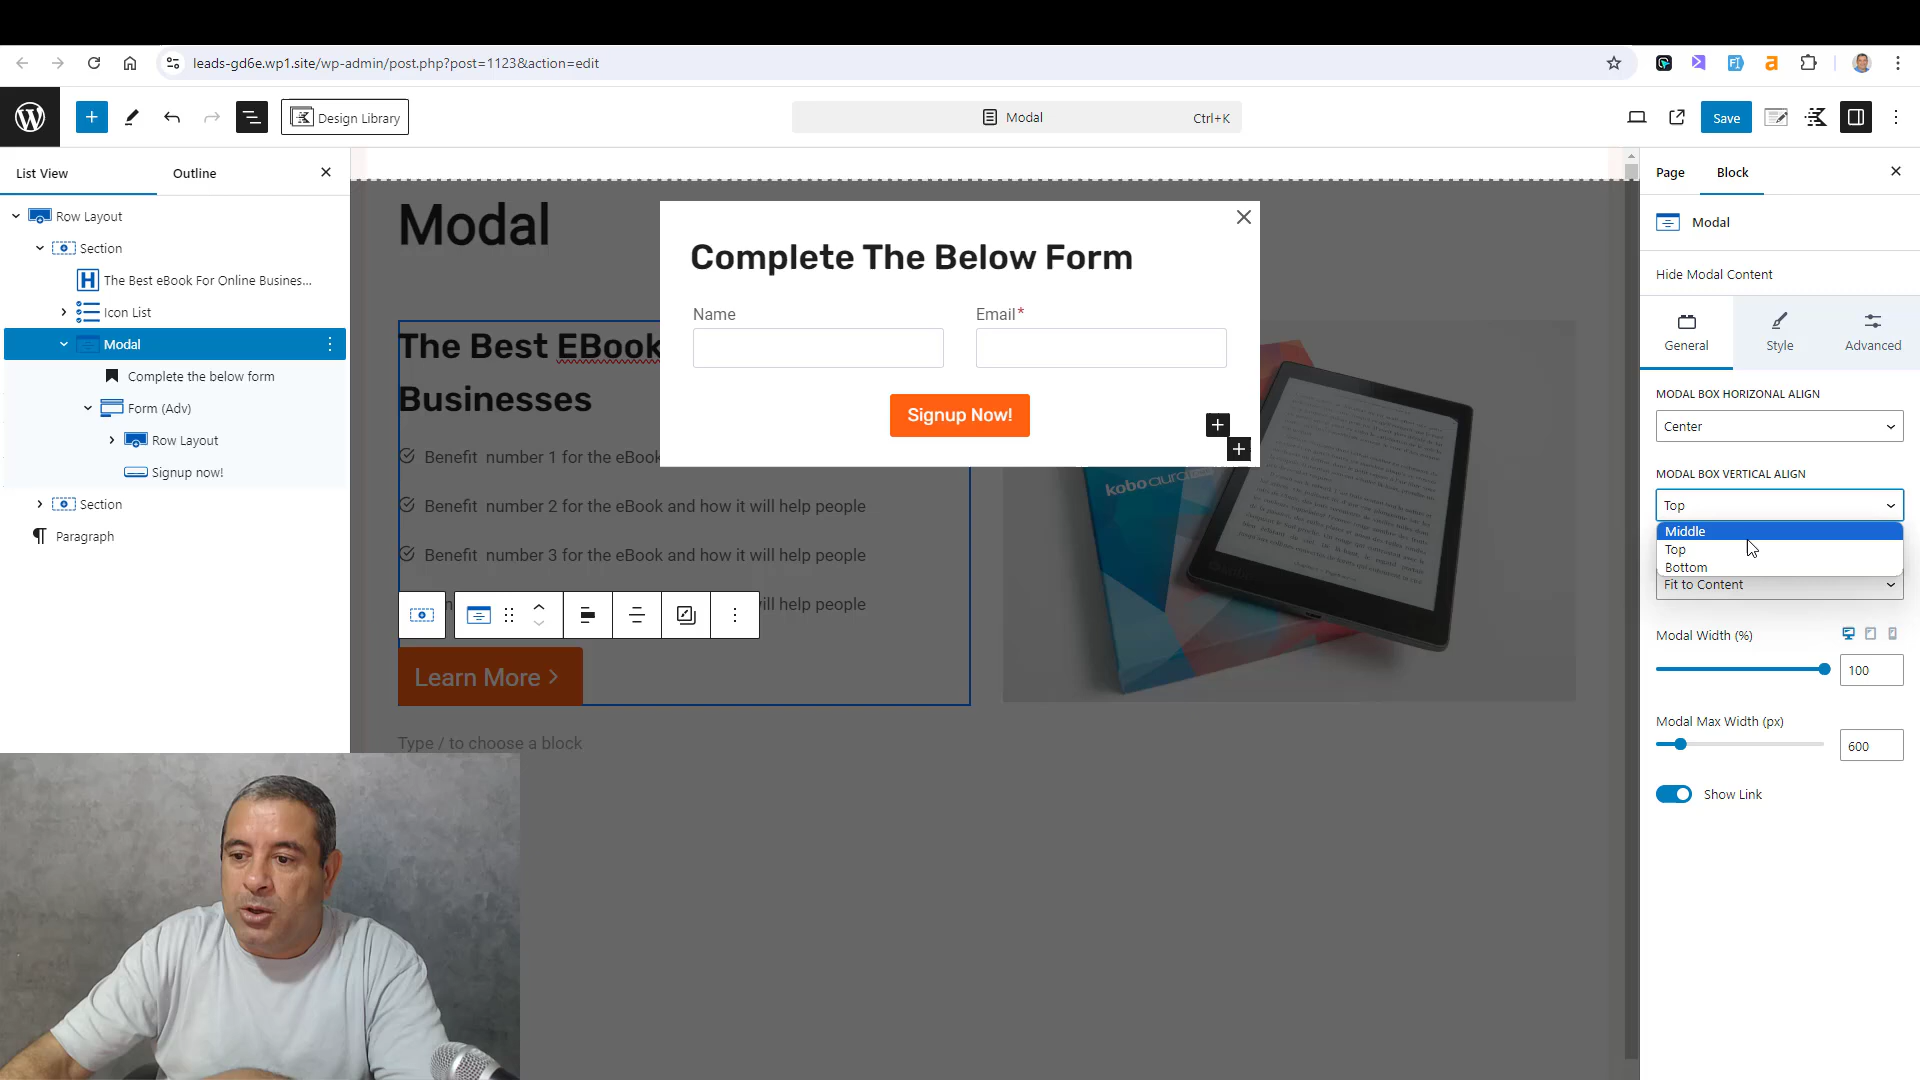 leads-gd6e.wp1.site/wp-admin/post.php?post=1123&action=edit
Design Library
Modal
Ctrl+K
Save
List View
Outline
Row Layout
Section
The Best eBook For Online Busines...
Icon List
Modal
Complete the below form
Form (Adv)
Row Layout
Signup now!
Section
Paragraph
Modal
Complete The Below Form
Name
Email*
Signup Now!
The Best EBook
Businesses
Benefit number 1 for the eBook
Benefit number 2 for the eBook and how it will help people
Benefit number 3 for the eBook and how it will help people
will help people
Learn More
Type / to choose a block
kobo aura
Page
Block
Modal
Hide Modal Content
General
Style
Advanced
MODAL BOX HORIZONAL ALIGN
Center
MODAL BOX VERTICAL ALIGN
Top
Middle
Top
Bottom
Fit to Content
Modal Width (%)
100
Modal Max Width (px)
600
Show Link